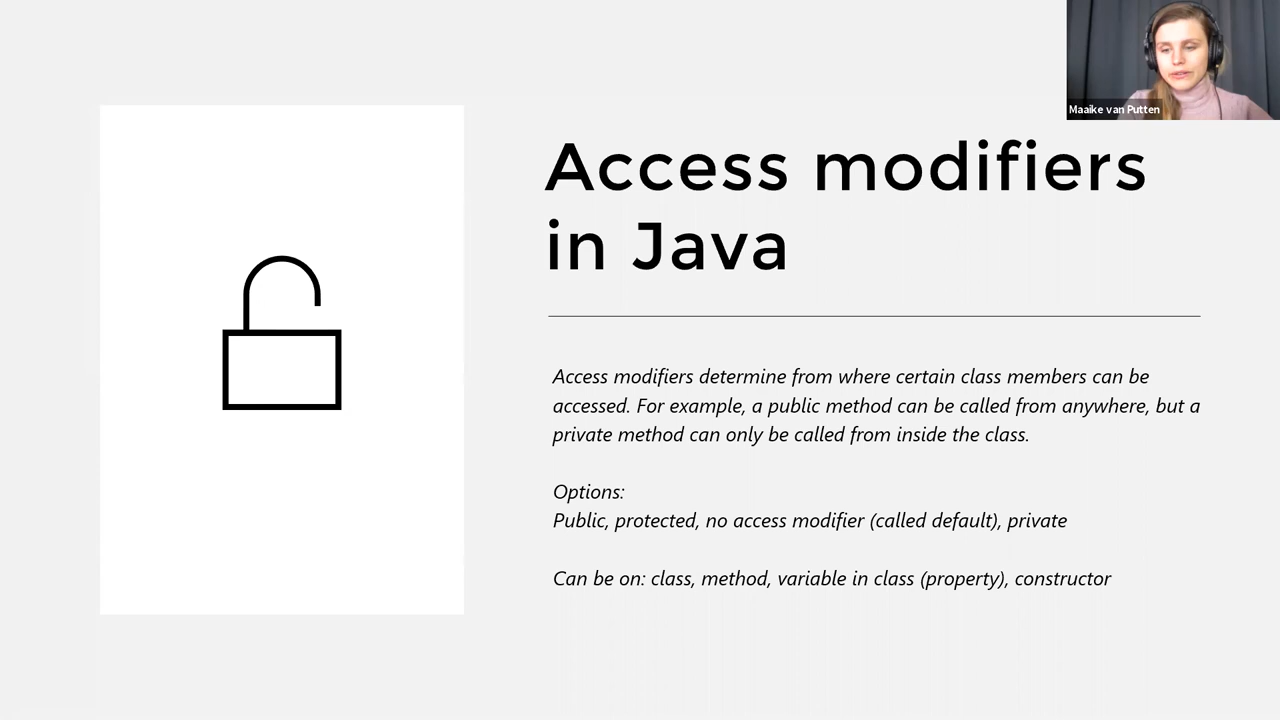 Maaike van Putten
Access modifiers
in Java
Access modifiers determine from where certain class members can be
accessed. For example, a public method can be called from anywhere, but a
private method can only be called from inside the class.
Options:
Public, protected, no access modifier (called default), private
Can be on: class, method, variable in class (property), constructor